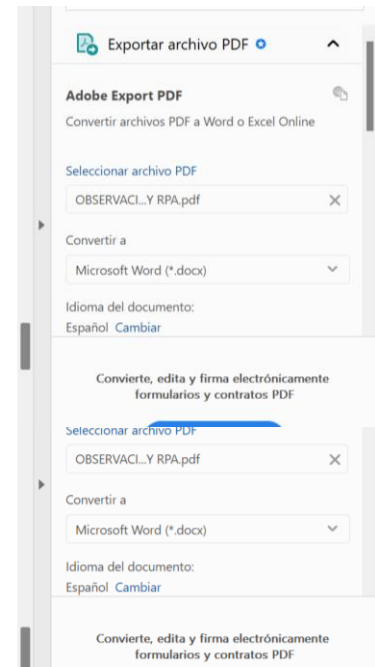 Exportar archivo PDF
Adobe Export PDF
Convertir archivos PDF a Word o Excel Online
Seleccionar archivo PDF
OBSERVACI...Y RPA.pdf
Convertir a
Microsoft Word (*.docx)
Idioma del documento:
Español Cambiar
Convierte, edita y firma electrónicamente
formularios y contratos PDF
Seleccionar archivo PDF
OBSERVACI...Y RPA.pdf
Convertir a
Microsoft Word (*.docx)
Idioma del documento:
Español Cambiar
Convierte, edita y firma electrónicamente
formularios y contratos PDF